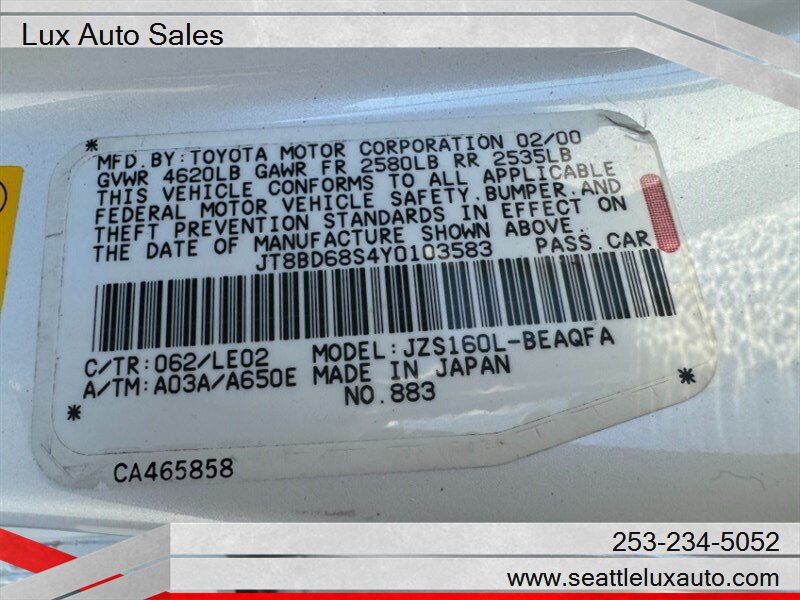 Lux Auto Sales
MFD.BY:TOYOTA MOTOR CORPORATION 02/00
GVWR 4620LB GAWR FR 2580LB RR 2535LB
THIS VEHICLE CONFORMS TO ALL APPLICABLE
FEDERAL MOTOR VEHICLE SAFETY.BUMPER.AND
THEFT PREVENTION STANDARDS IN EFFECT ON
THE DATE OF MANUFACTURE SHOWN ABOVE.
JT8BD68S4Y0103583 PASS.CAR
C/TR:062/LE02 MODEL:JZS160L-BEAQFA
A/TM:A03A/A650E MADE IN JAPAN
NO.883
CA465858
253-234-5052
www.seattleluxauto.com